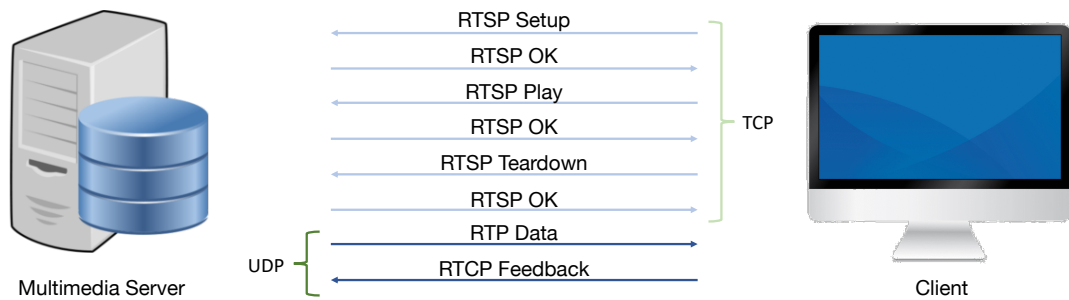 RTSP Setup
RTSP OK
RTSP Play
RTSP OK
TCP
RTSP Teardown
RTSP OK
RTP Data
UDP
RTCP Feedback
Multimedia Server
Client